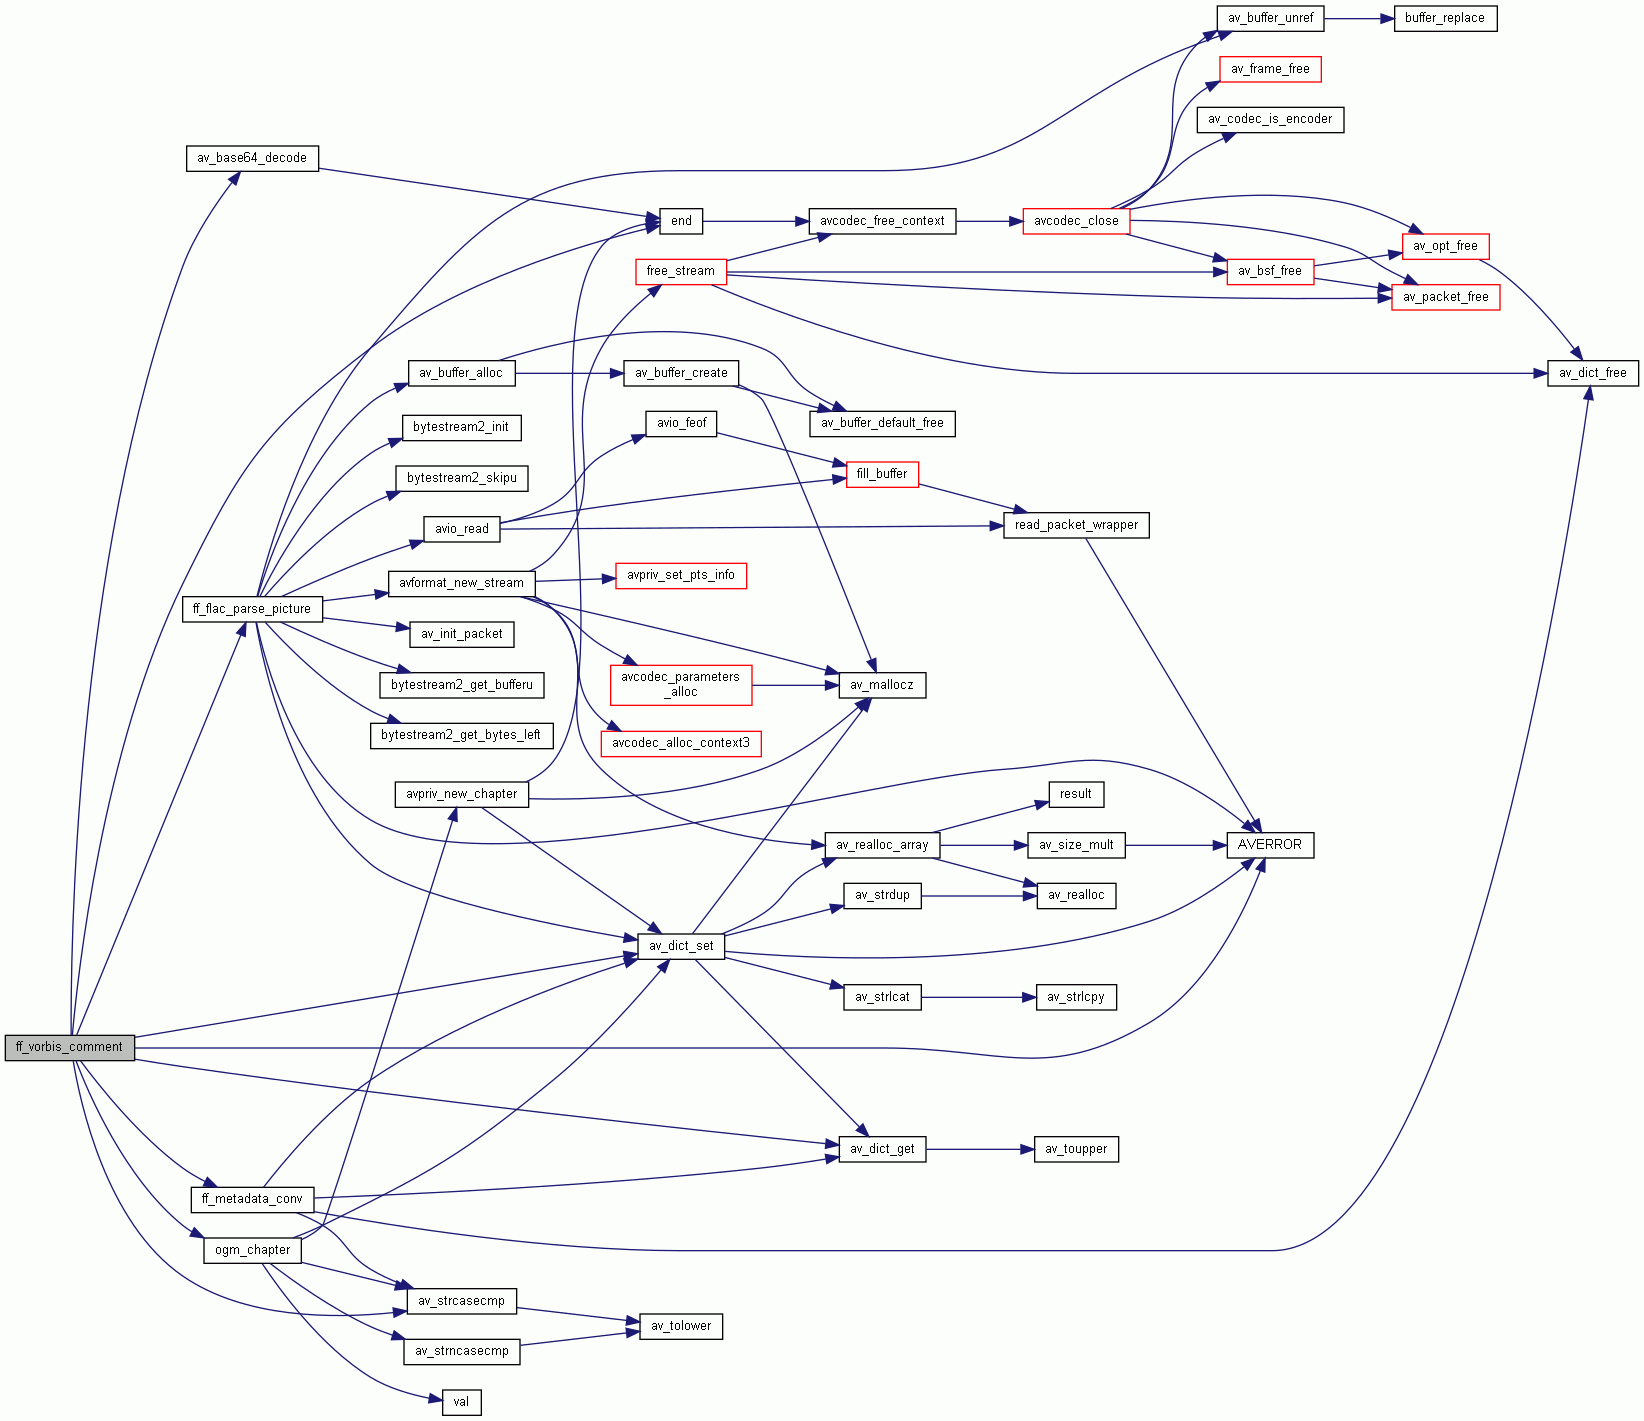 av_buffer_unref
buffer_replace
av_frame_free
av_codec_is_encoder
av_base64_decode
end
avcodec_free_context
avcodec_close
av_opt_free
free_stream
av_bsf_free
av_packet_free
av_buffer_alloc
av_buffer_create
av_dict_free
bytestream2_init
avio_feof
av_buffer_default_free
bytestream2_skipu
fill_buffer
avio_read
read_packet_wrapper
avformat_new_stream
avpriv_set_pts_info
ff_flac_parse_picture
av_init_packet
bytestream2_get_bufferu
avcodec_parameters
_alloc
av_mallocz
bytestream2_get_bytes_left
avcodec_alloc_context3
avpriv_new_chapter
result
av_realloc_array
av_size_mult
AVERROR
av_strdup
av_realloc
av_dict_set
av_strlcat
av_strlcpy
ff_vorbis_comment
av_dict_get
av_toupper
ff_metadata_conv
ogm_chapter
av_strcasecmp
av_tolower
av_strncasecmp
val